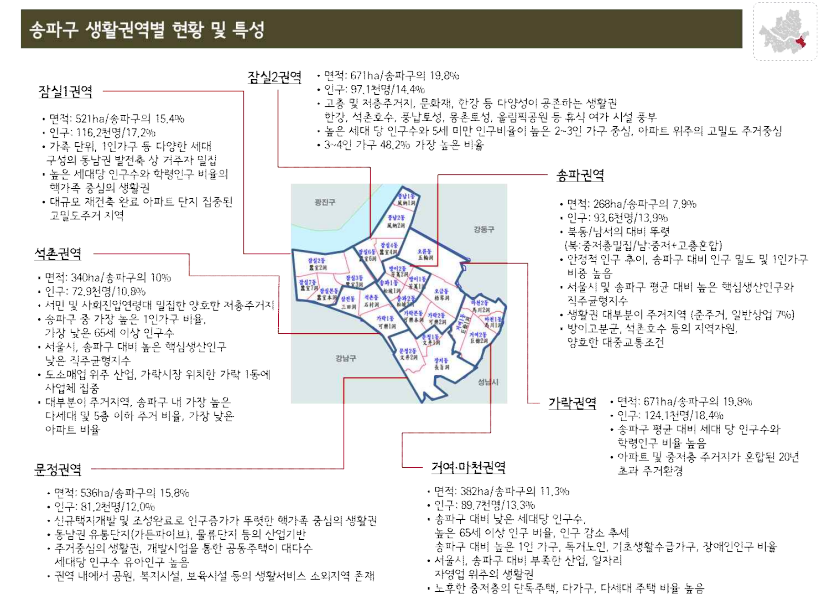 송파구 생활권역별 현황 및 특성
잠실1권역
• 면적: 521ha/송파구의 15.4%
• 인구: 116.2천명/17.2%
• 가족 단위, 1인가구 등 다양한 세대
구성의 동남권 발전축 상 거주자 밀집
• 높은 세대당 인구수와 학령인구 비율의
핵가족 중심의 생활권
• 대규모 재건축 완료 아파트 단지 집중된
고밀도주거 지역
잠실2권역
• 면적: 671ha/송파구의 19.8%
• 인구: 97.1천명/14.4%
• 고층 및 저층주거지, 문화재, 한강 등 다양성이 공존하는 생활권
한강, 석촌호수, 풍납토성, 몽촌토성, 올림픽공원 등 휴식 여가 시설 풍부
• 높은 세대 당 인구수와 5세 미만 인구비율이 높은 2~3인 가구 중심, 아파트 위주의 고밀도 주거중심
• 3~4인 가구 48.2% 가장 높은 비율
송파권역
• 면적: 268ha/송파구의 7.9%
• 인구: 93.6천명/13.9%
• 북동/남서의 대비 뚜렷
(북:중저층밀집/남:중저+고층혼합)
• 안정적 인구 추이, 송파구 대비 인구 밀도 및 1인가구
비중 높음
• 서울시 및 송파구 평균 대비 높은 핵심생산인구와
직주균형지수
• 생활권 대부분이 주거지역 (준주거, 일반상업 7%)
• 방이고분군, 석촌호수 등의 지역자원,
양호한 대중교통조건
석촌권역
• 면적: 340ha/송파구의 10%
• 인구: 72.9천명/10.8%
• 서민 및 사회진입연령대 밀집한 양호한 저층주거지
• 송파구 중 가장 높은 1인가구 비율,
가장 낮은 65세 이상 인구수
• 서울시, 송파구 대비 높은 핵심생산인구
낮은 직주균형지수
• 도소매업 위주 산업, 가락시장 위치한 가락 1동에
사업체 집중
• 대부분이 주거지역, 송파구 내 가장 높은
다세대 및 5층 이하 주거 비율, 가장 낮은
아파트 비율
광진구
강동구
강남구
성남시
가락권역
• 면적: 671ha/송파구의 19.8%
• 인구: 124.1천명/18.4%
• 송파구 평균 대비 세대 당 인구수와
학령인구 비율 높음
• 아파트 및 중저층 주거지가 혼합된 20년
초과 주거환경
문정권역
• 면적: 536ha/송파구의 15.8%
• 인구: 81.2천명/12.0%
• 신규택지개발 및 조성완료로 인구증가가 뚜렷한 핵가족 중심의 생활권
• 동남권 유통단지(가든파이브), 물류단지 등의 산업기반
• 주거중심의 생활권, 개발사업을 통한 공동주택이 대다수
세대당 인구수 유아인구 높음
• 권역 내에서 공원, 복지시설, 보육시설 등의 생활서비스 소외지역 존재
거여·마천권역
• 면적: 382ha/송파구의 11.3%
• 인구: 89.7천명/13.3%
• 송파구 대비 낮은 세대당 인구수,
높은 65세 이상 인구 비율, 인구 감소 추세
송파구 대비 높은 1인 가구, 독거노인, 기초생활수급가구, 장애인인구 비율
• 서울시, 송파구 대비 부족한 산업, 일자리
자영업 위주의 생활권
• 노후한 중저층의 단독주택, 다가구, 다세대 주택 비율 높음